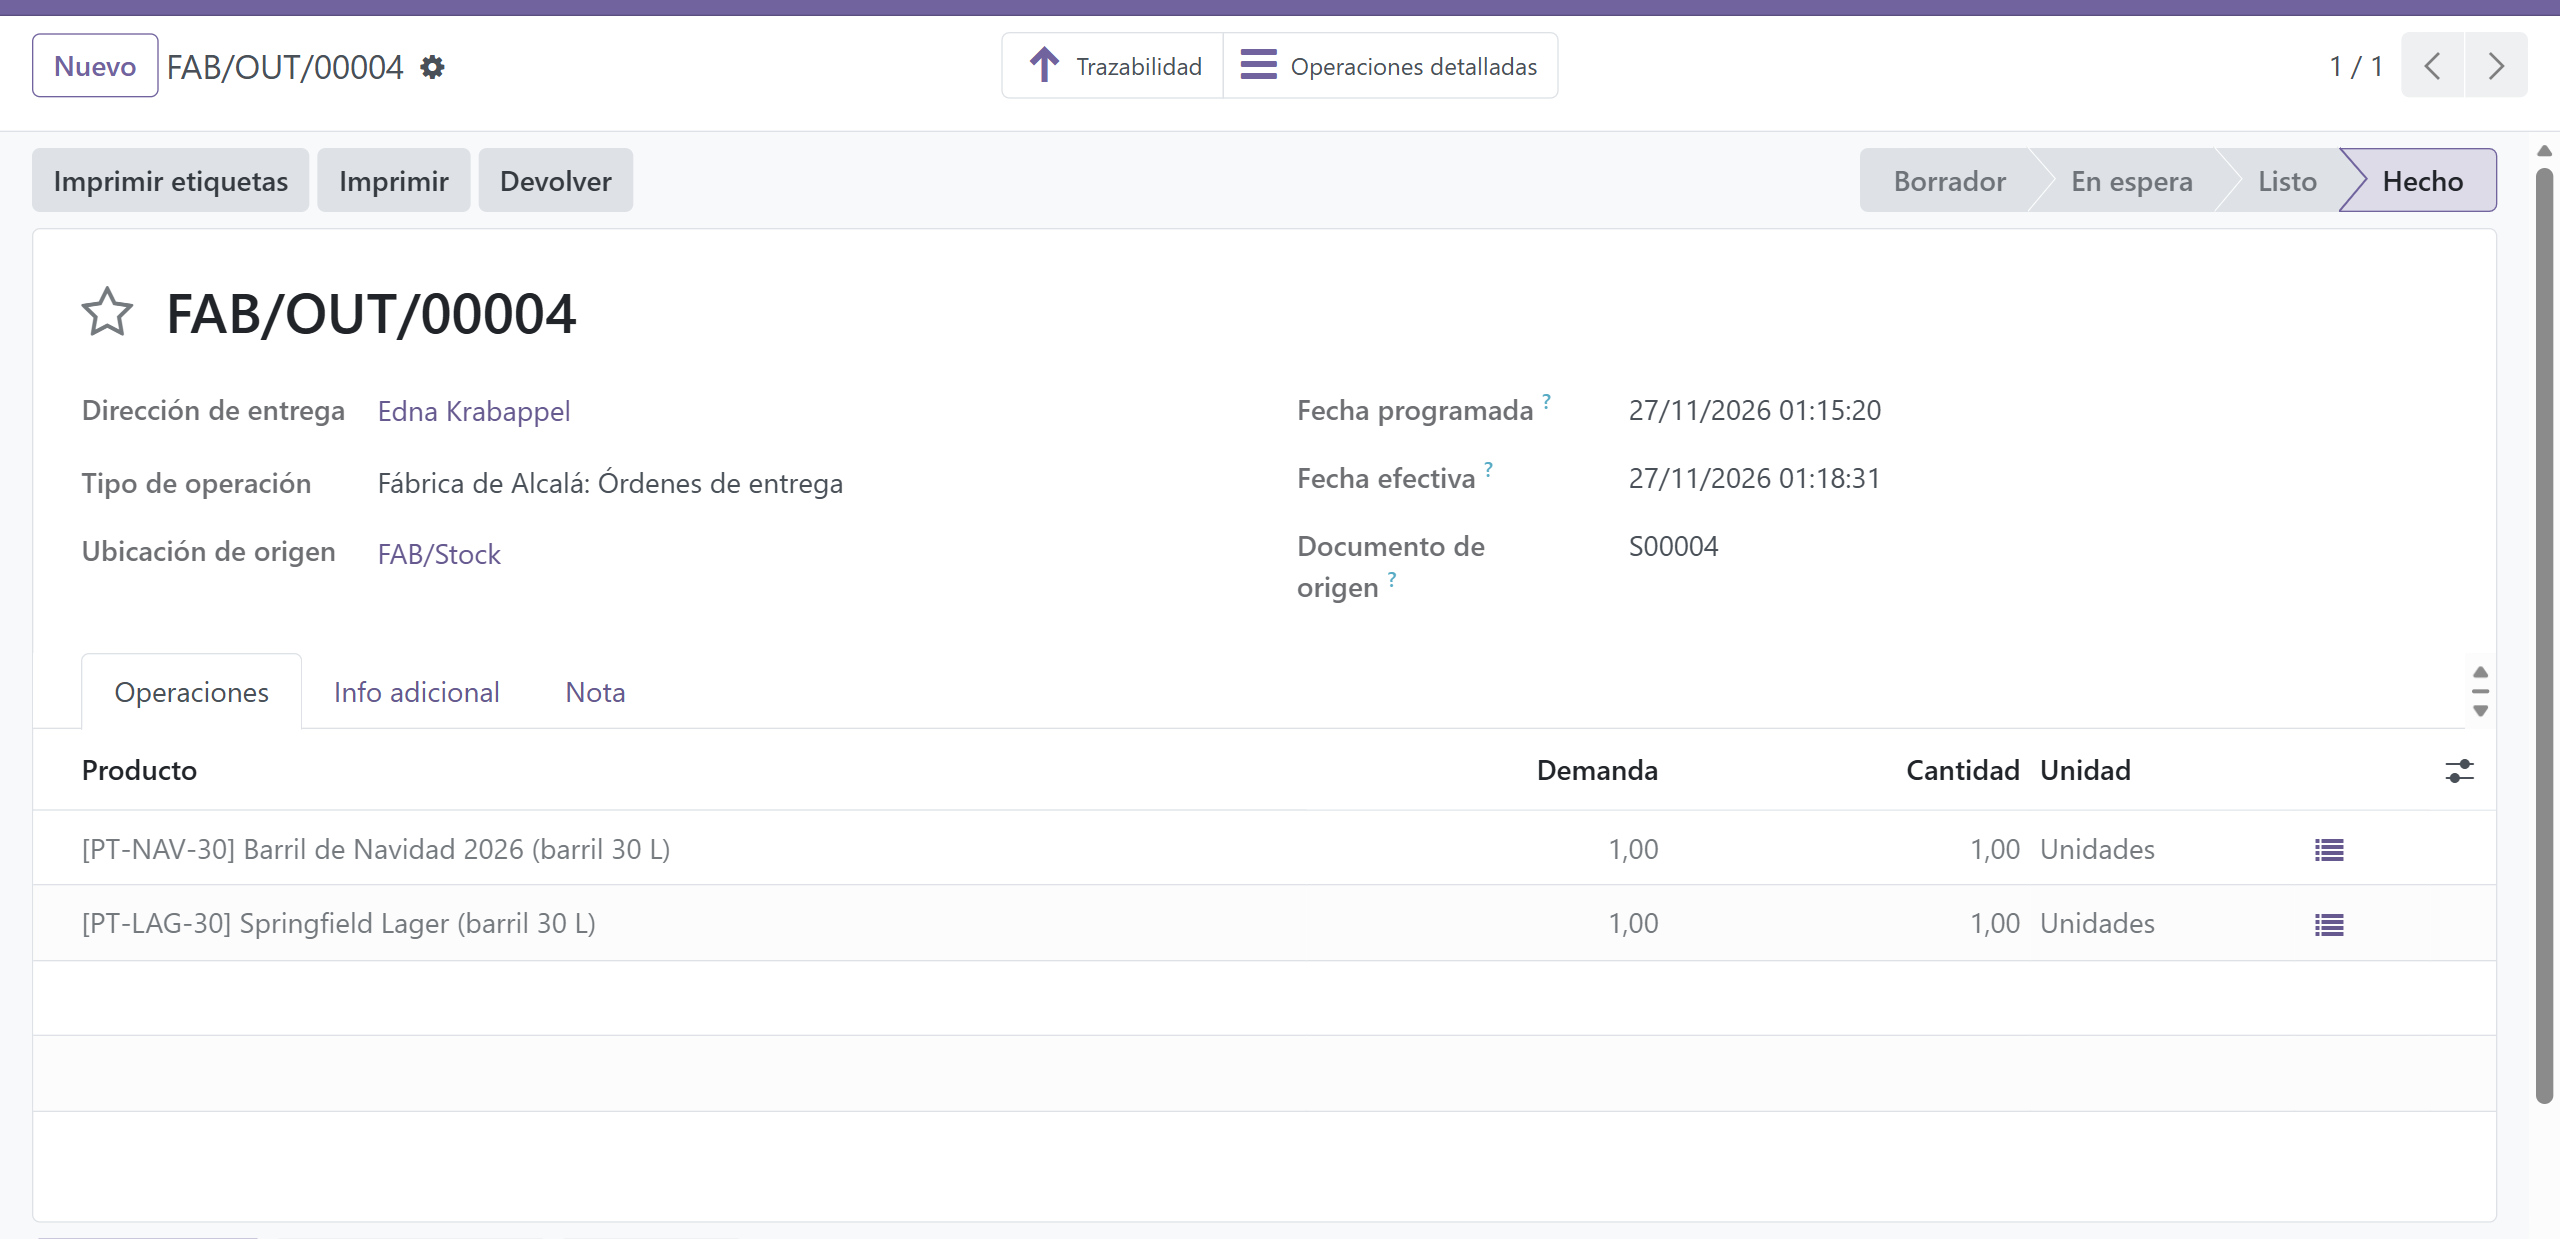 Nuevo FAB/OUT/00004 Trazabilidad Operaciones detalladas 1 / 1
Imprimir etiquetas Imprimir Devolver Borrador En espera Listo Hecho
FAB/OUT/00004
Dirección de entrega Edna Krabappel Fecha programada ? 27/11/2026 01:15:20
Tipo de operación Fábrica de Alcalá: Órdenes de entrega Fecha efectiva ? 27/11/2026 01:18:31
Ubicación de origen FAB/Stock Documento de origen ? S00004
Operaciones Info adicional Nota
Producto Demanda Cantidad Unidad
[PT-NAV-30] Barril de Navidad 2026 (barril 30 L) 1,00 1,00 Unidades
[PT-LAG-30] Springfield Lager (barril 30 L) 1,00 1,00 Unidades